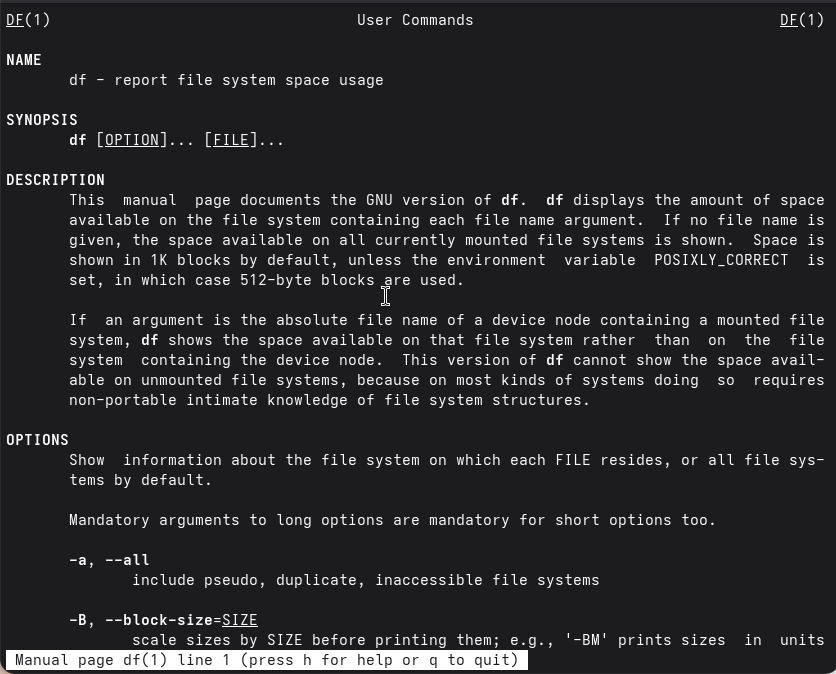 DF(1) User Commands DF(1)
NAME
df - report file system space usage
SYNOPSIS
df [OPTION]... [FILE]...
DESCRIPTION
This manual page documents the GNU version of df. df displays the amount of space
available on the file system containing each file name argument. If no file name is
given, the space available on all currently mounted file systems is shown. Space is
shown in 1K blocks by default, unless the environment variable POSIXLY_CORRECT is
set, in which case 512-byte blocks are used.
If an argument is the absolute file name of a device node containing a mounted file
system, df shows the space available on that file system rather than on the file
system containing the device node. This version of df cannot show the space avail-
able on unmounted file systems, because on most kinds of systems doing so requires
non-portable intimate knowledge of file system structures.
OPTIONS
Show information about the file system on which each FILE resides, or all file sys-
tems by default.
Mandatory arguments to long options are mandatory for short options too.
-a, --all
include pseudo, duplicate, inaccessible file systems
-B, --block-size=SIZE
scale sizes by SIZE before printing them; e.g., '-BM' prints sizes in units
Manual page df(1) line 1 (press h for help or q to quit)